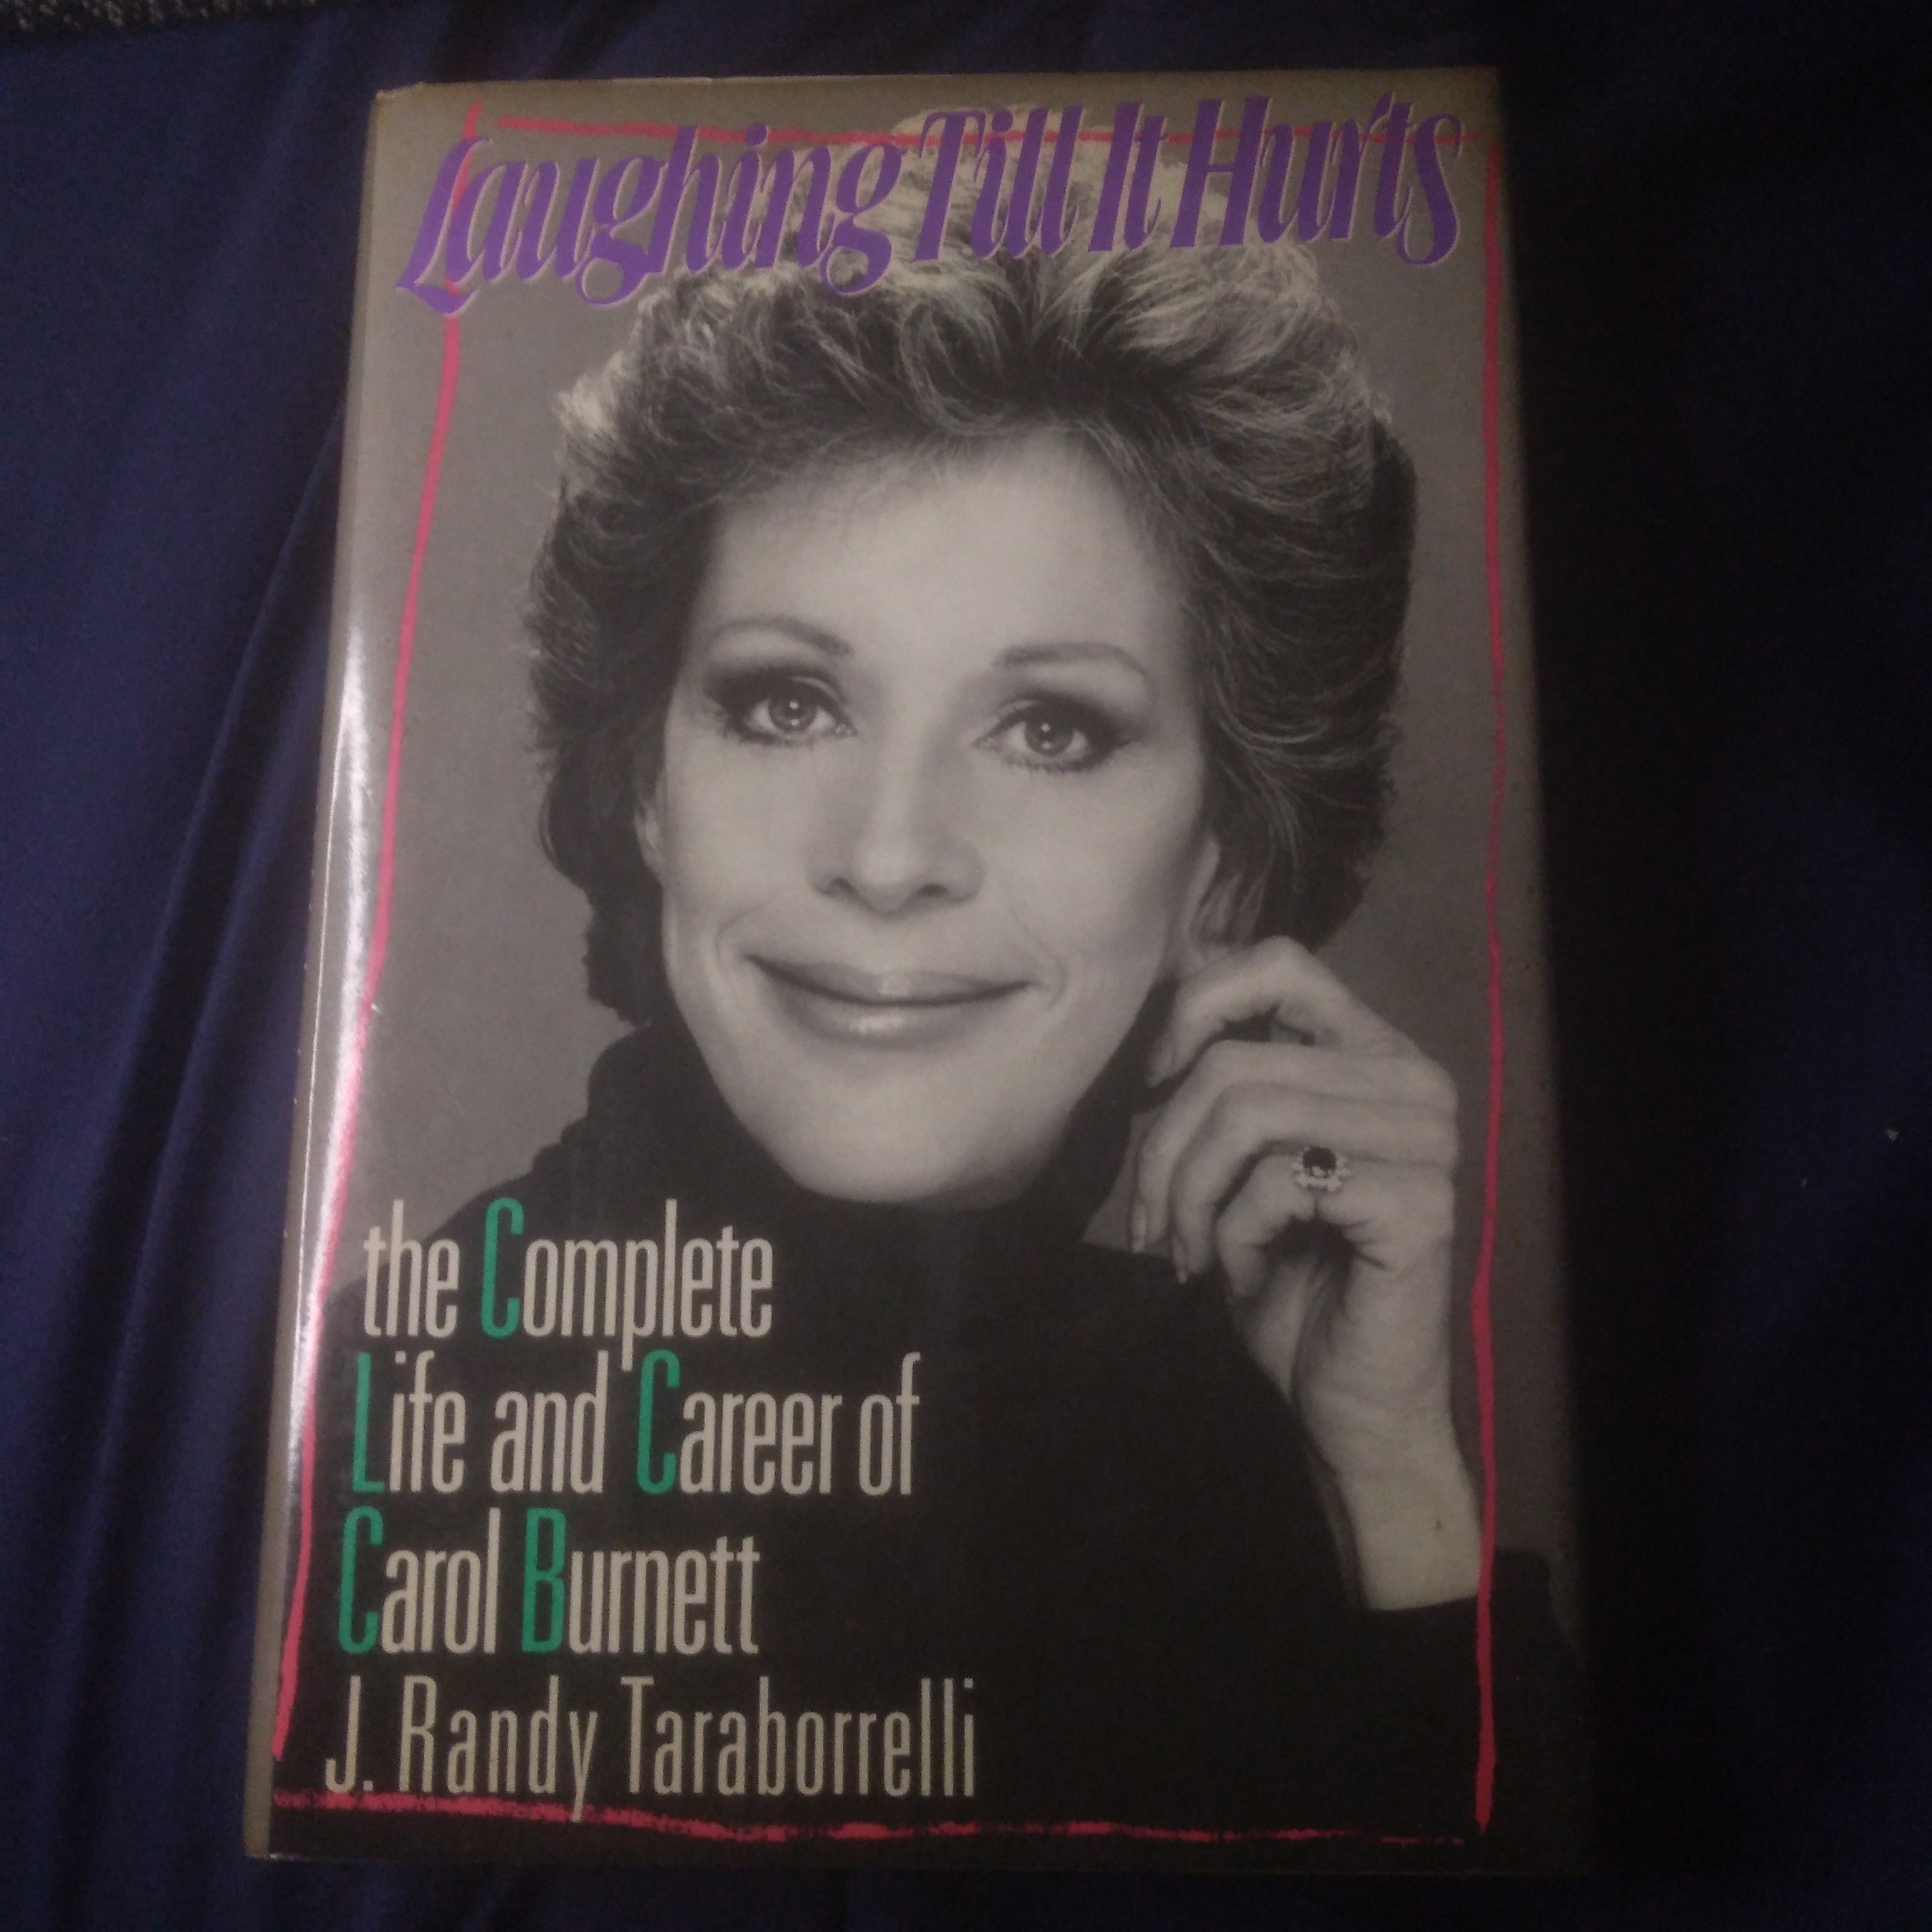 Laughing Till It Hurts
the Complete
Life and Career of
Carol Burnett
J. Randy Taraborrelli